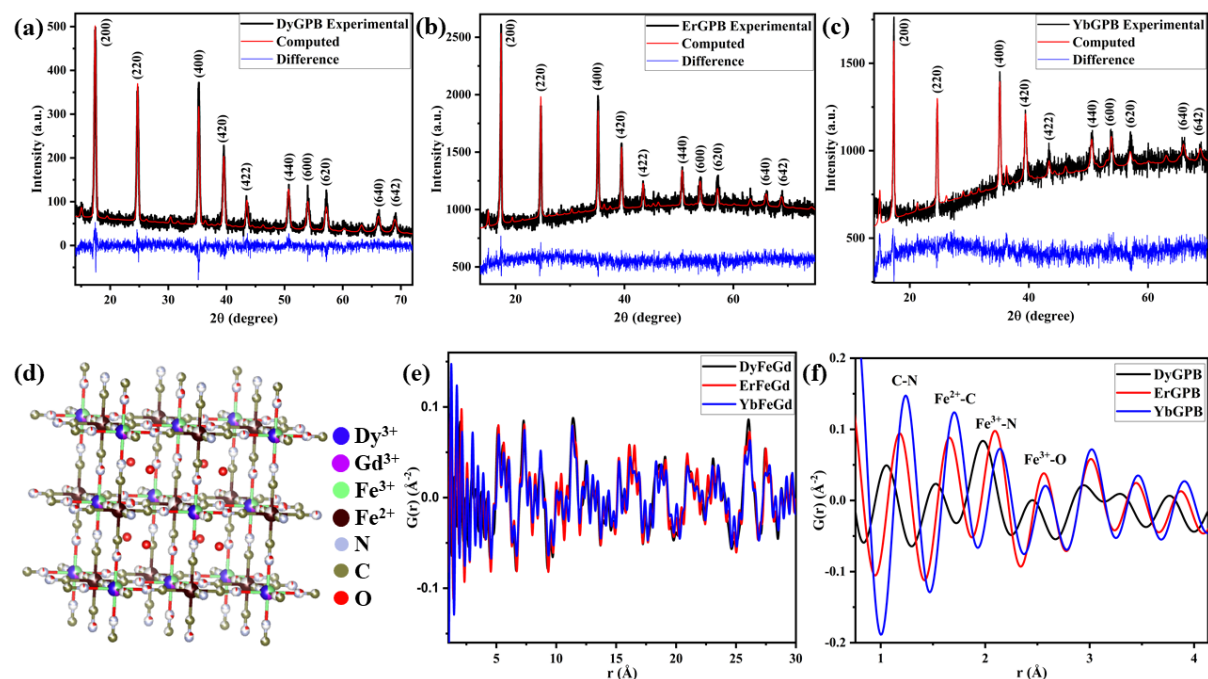 (a)
DyGPB Experimental
Computed
Difference
(200)
(220)
(400)
(420)
(422)
(440)
(600)
(620)
(640)
(642)
500
400
300
200
100
0
Intensity (a.u.)
20 30 40 50 60 70
2θ (degree)
(b)
ErGPB Experimental
Computed
Difference
(200)
(220)
(400)
(420)
(422)
(440)
(600)
(620)
(640)
(642)
2500
2000
1500
1000
500
Intensity (a.u.)
20 40 60
2θ (degree)
(c)
YbGPB Experimental
Computed
Difference
(200)
(220)
(400)
(420)
(422)
(440)
(600)
(620)
(640)
(642)
1500
1000
500
Intensity (a.u.)
20 40 60
2θ (degree)
(d)
Dy3+
Gd3+
Fe3+
Fe2+
N
C
O
(e)
DyFeGd
ErFeGd
YbFeGd
0.1
0.0
-0.1
G(r) (Å-2)
5 10 15 20 25 30
r (Å)
(f)
DyGPB
ErGPB
YbGPB
C-N
Fe2+-C
Fe3+-N
Fe3+-O
0.2
0.1
0.0
-0.1
-0.2
G(r) (Å-2)
1 2 3 4
r (Å)